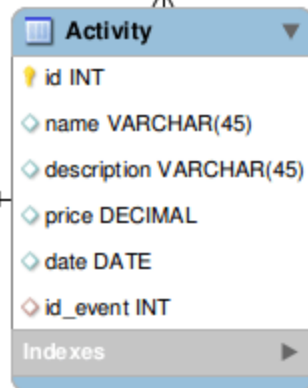 Activity
id INT
name VARCHAR(45)
description VARCHAR(45)
price DECIMAL
date DATE
id_event INT
Indexes